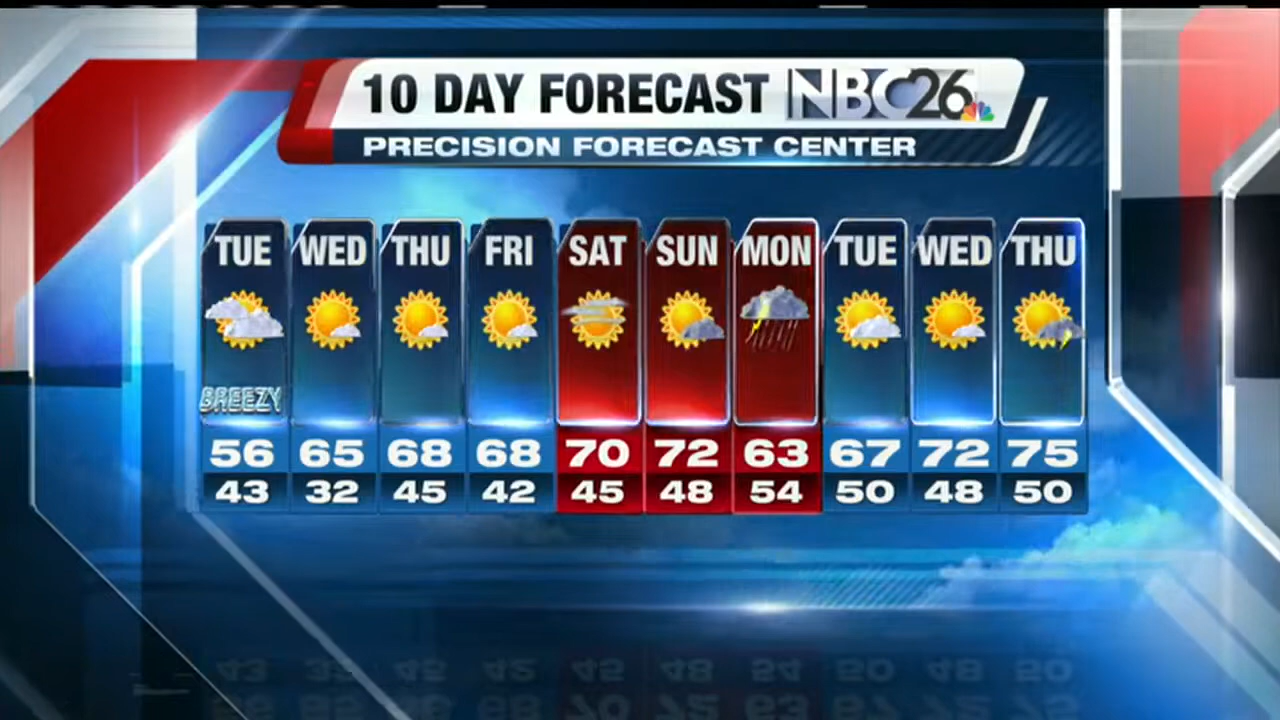 10 DAY FORECAST NBC26
PRECISION FORECAST CENTER
TUE WED THU FRI SAT SUN MON TUE WED THU
BREEZY
56 65 68 68 70 72 63 67 72 75
43 32 45 42 45 48 54 50 48 50